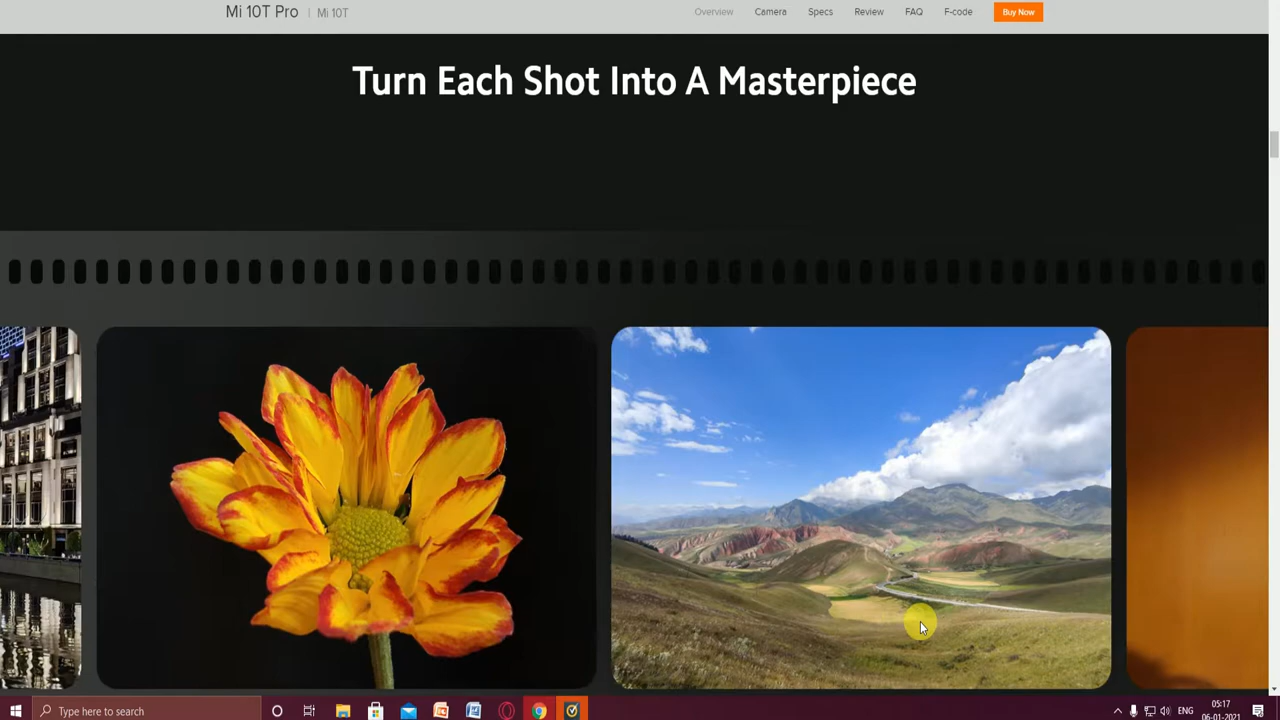 Mi 10T Pro | Mi 10T
Overview Camera Specs Review FAQ F-code Buy Now
Turn Each Shot Into A Masterpiece
Type here to search
ENG
05:17
06-01-2021